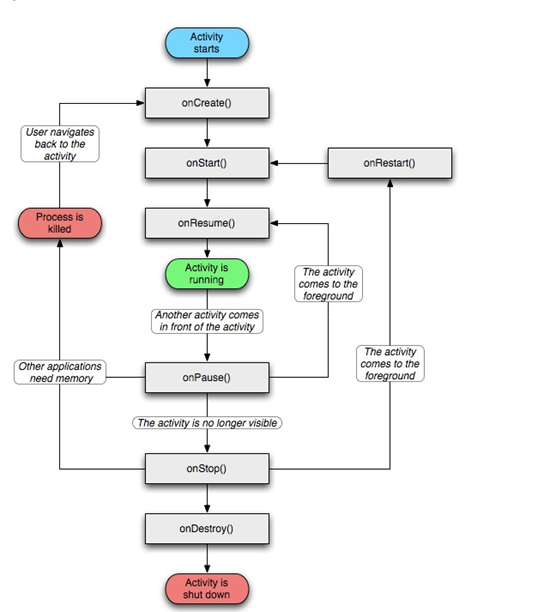 Activity
starts
onCreate()
User navigates
back to the
activity
onStart()
onRestart()
Process is
killed
onResume()
Activity is
running
The activity
comes to the
foreground
Another activity comes
in front of the activity
The activity
comes to the
foreground
Other applications
need memory
onPause()
The activity is no longer visible
onStop()
onDestroy()
Activity is
shut down